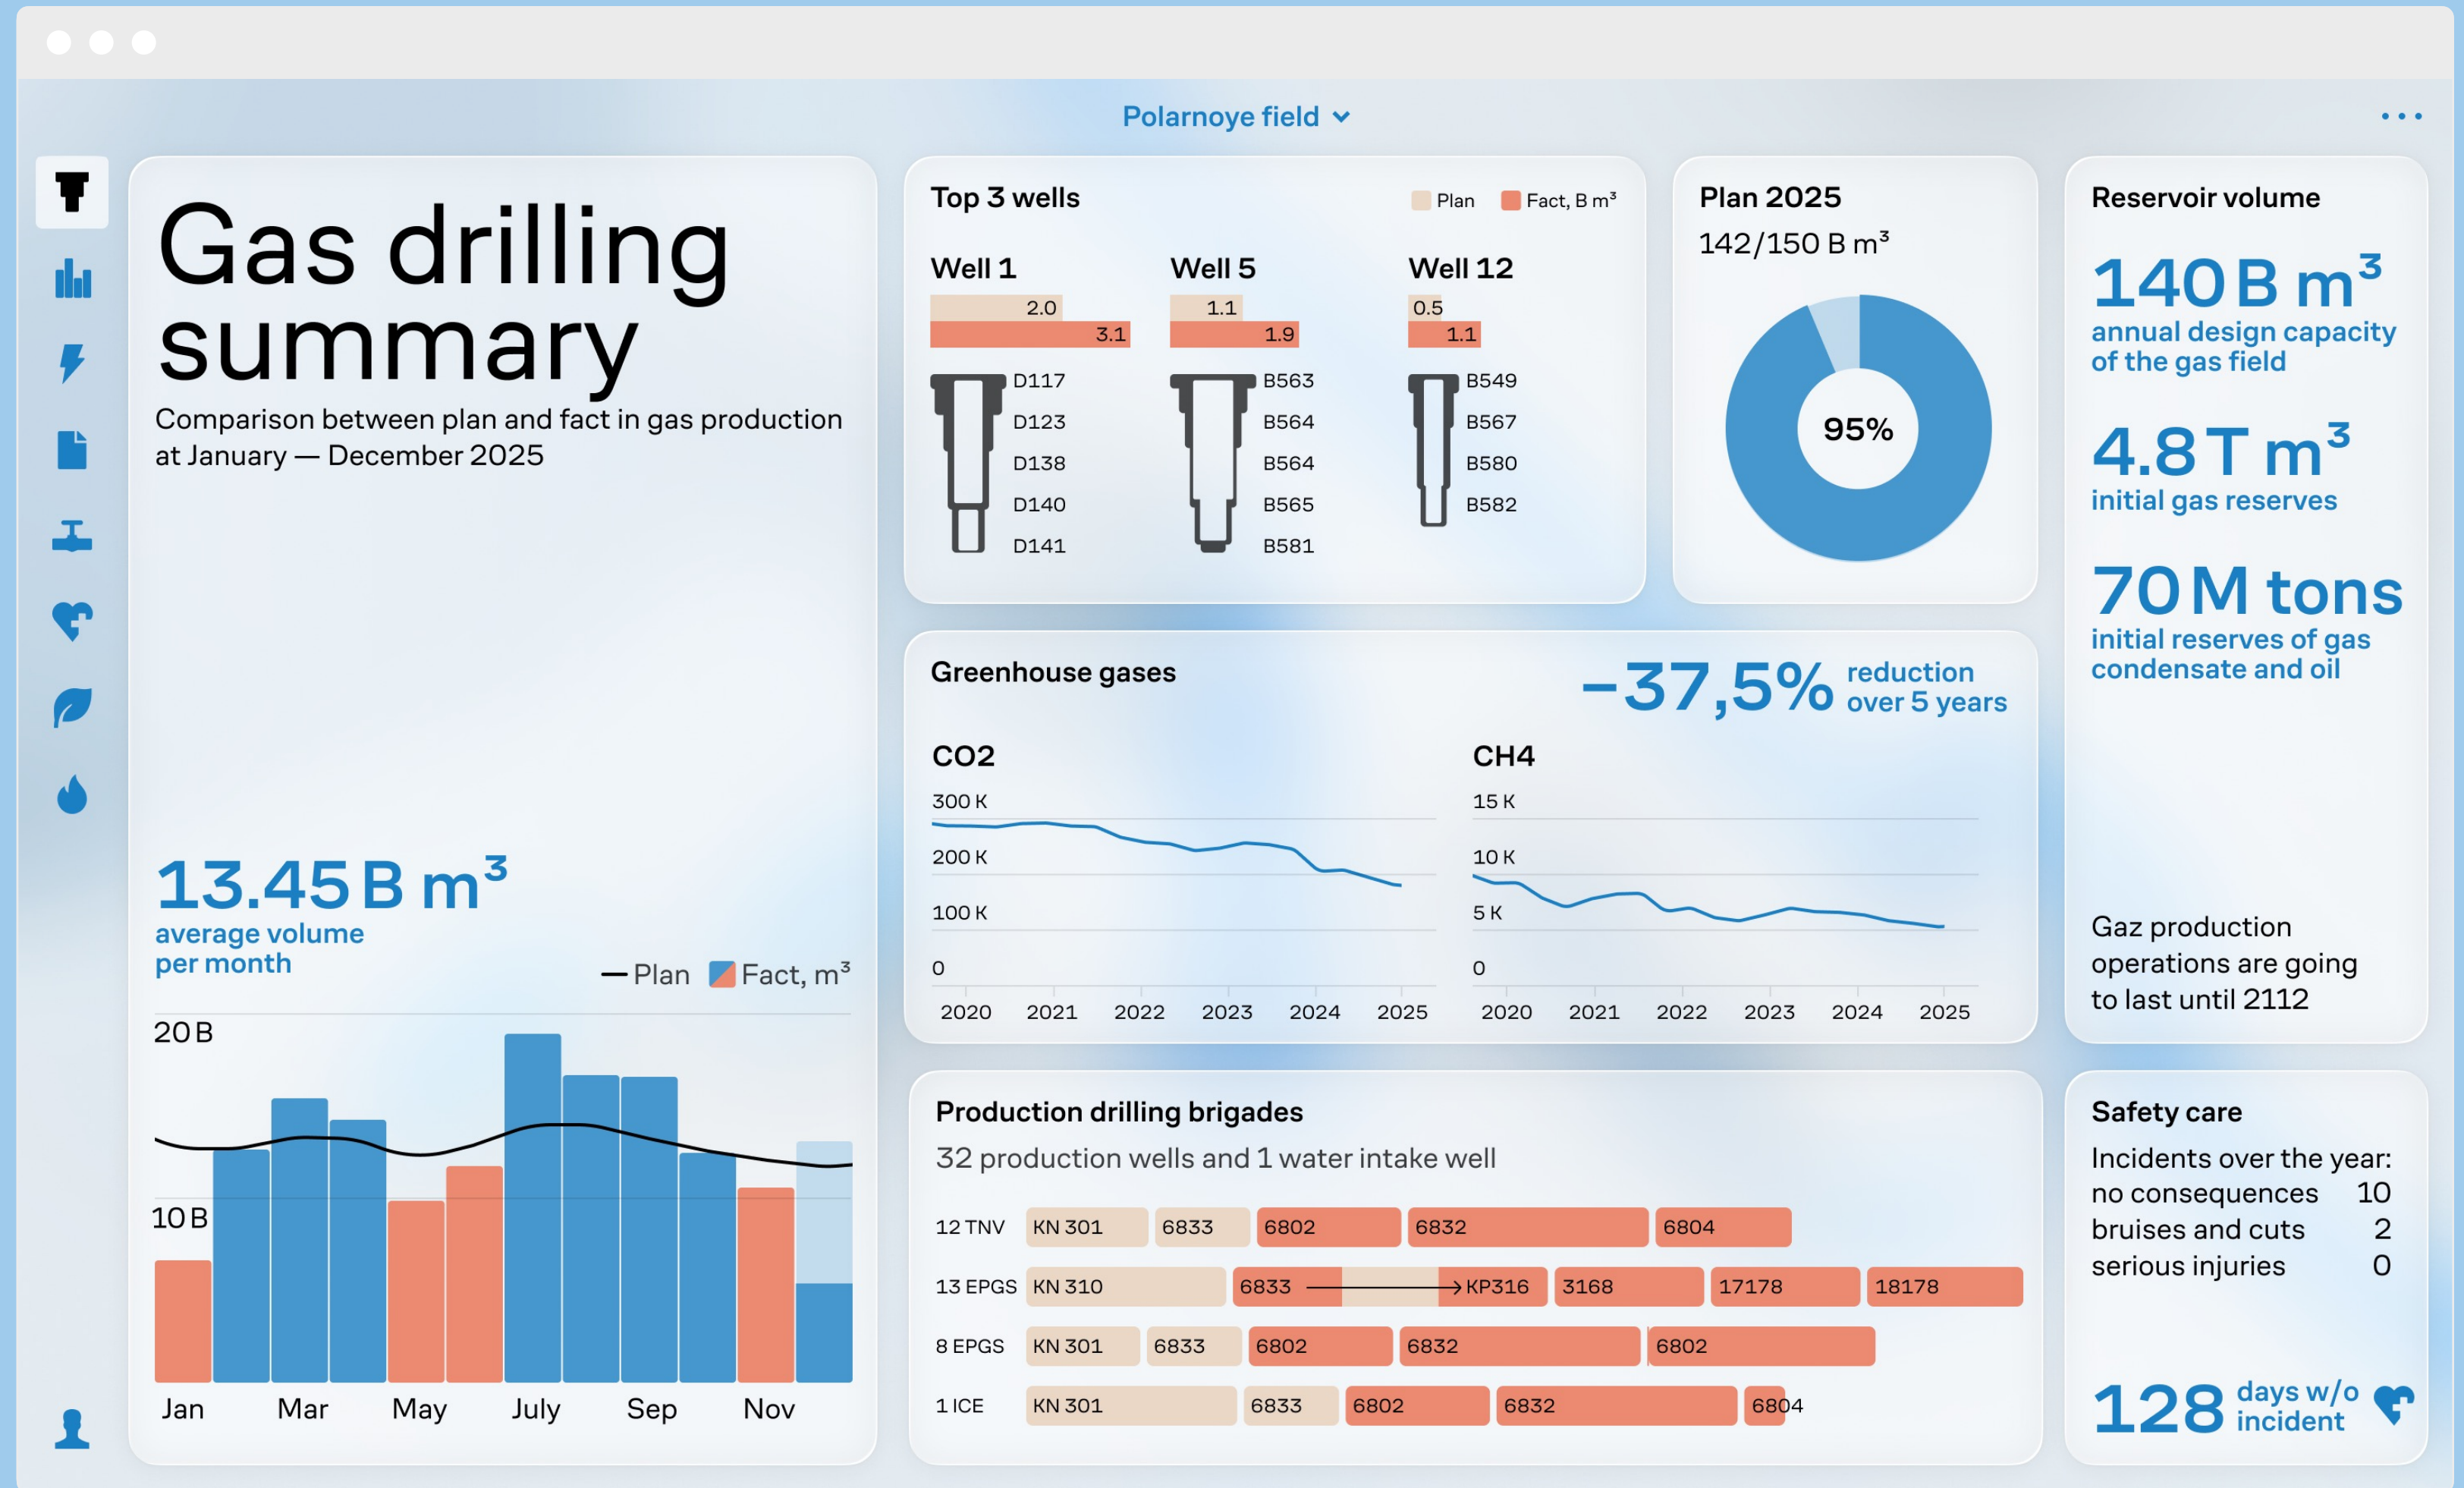 Polarnoye field
Gas drilling
summary
Comparison between plan and fact in gas production
at January — December 2025
13.45 B m³
average volume
per month
Plan Fact, m³
20 B
10 B
Jan Mar May July Sep Nov
Top 3 wells
Plan Fact, B m³
Well 1
2.0
3.1
D117
D123
D138
D140
D141
Well 5
1.1
1.9
B563
B564
B564
B565
B581
Well 12
0.5
1.1
B549
B567
B580
B582
Plan 2025
142/150 B m³
95%
Reservoir volume
140 B m³
annual design capacity
of the gas field
4.8 T m³
initial gas reserves
70 M tons
initial reserves of gas
condensate and oil
Gaz production
operations are going
to last until 2112
Greenhouse gases
−37,5%
reduction
over 5 years
CO2
300 K
200 K
100 K
0
2020 2021 2022 2023 2024 2025
CH4
15 K
10 K
5 K
0
2020 2021 2022 2023 2024 2025
Production drilling brigades
32 production wells and 1 water intake well
12 TNV KN 301 6833 6802 6832 6804
13 EPGS KN 310 6833 KP316 3168 17178 18178
8 EPGS KN 301 6833 6802 6832 6802
1 ICE KN 301 6833 6802 6832 6804
Safety care
Incidents over the year:
no consequences 10
bruises and cuts 2
serious injuries 0
128
days w/o
incident